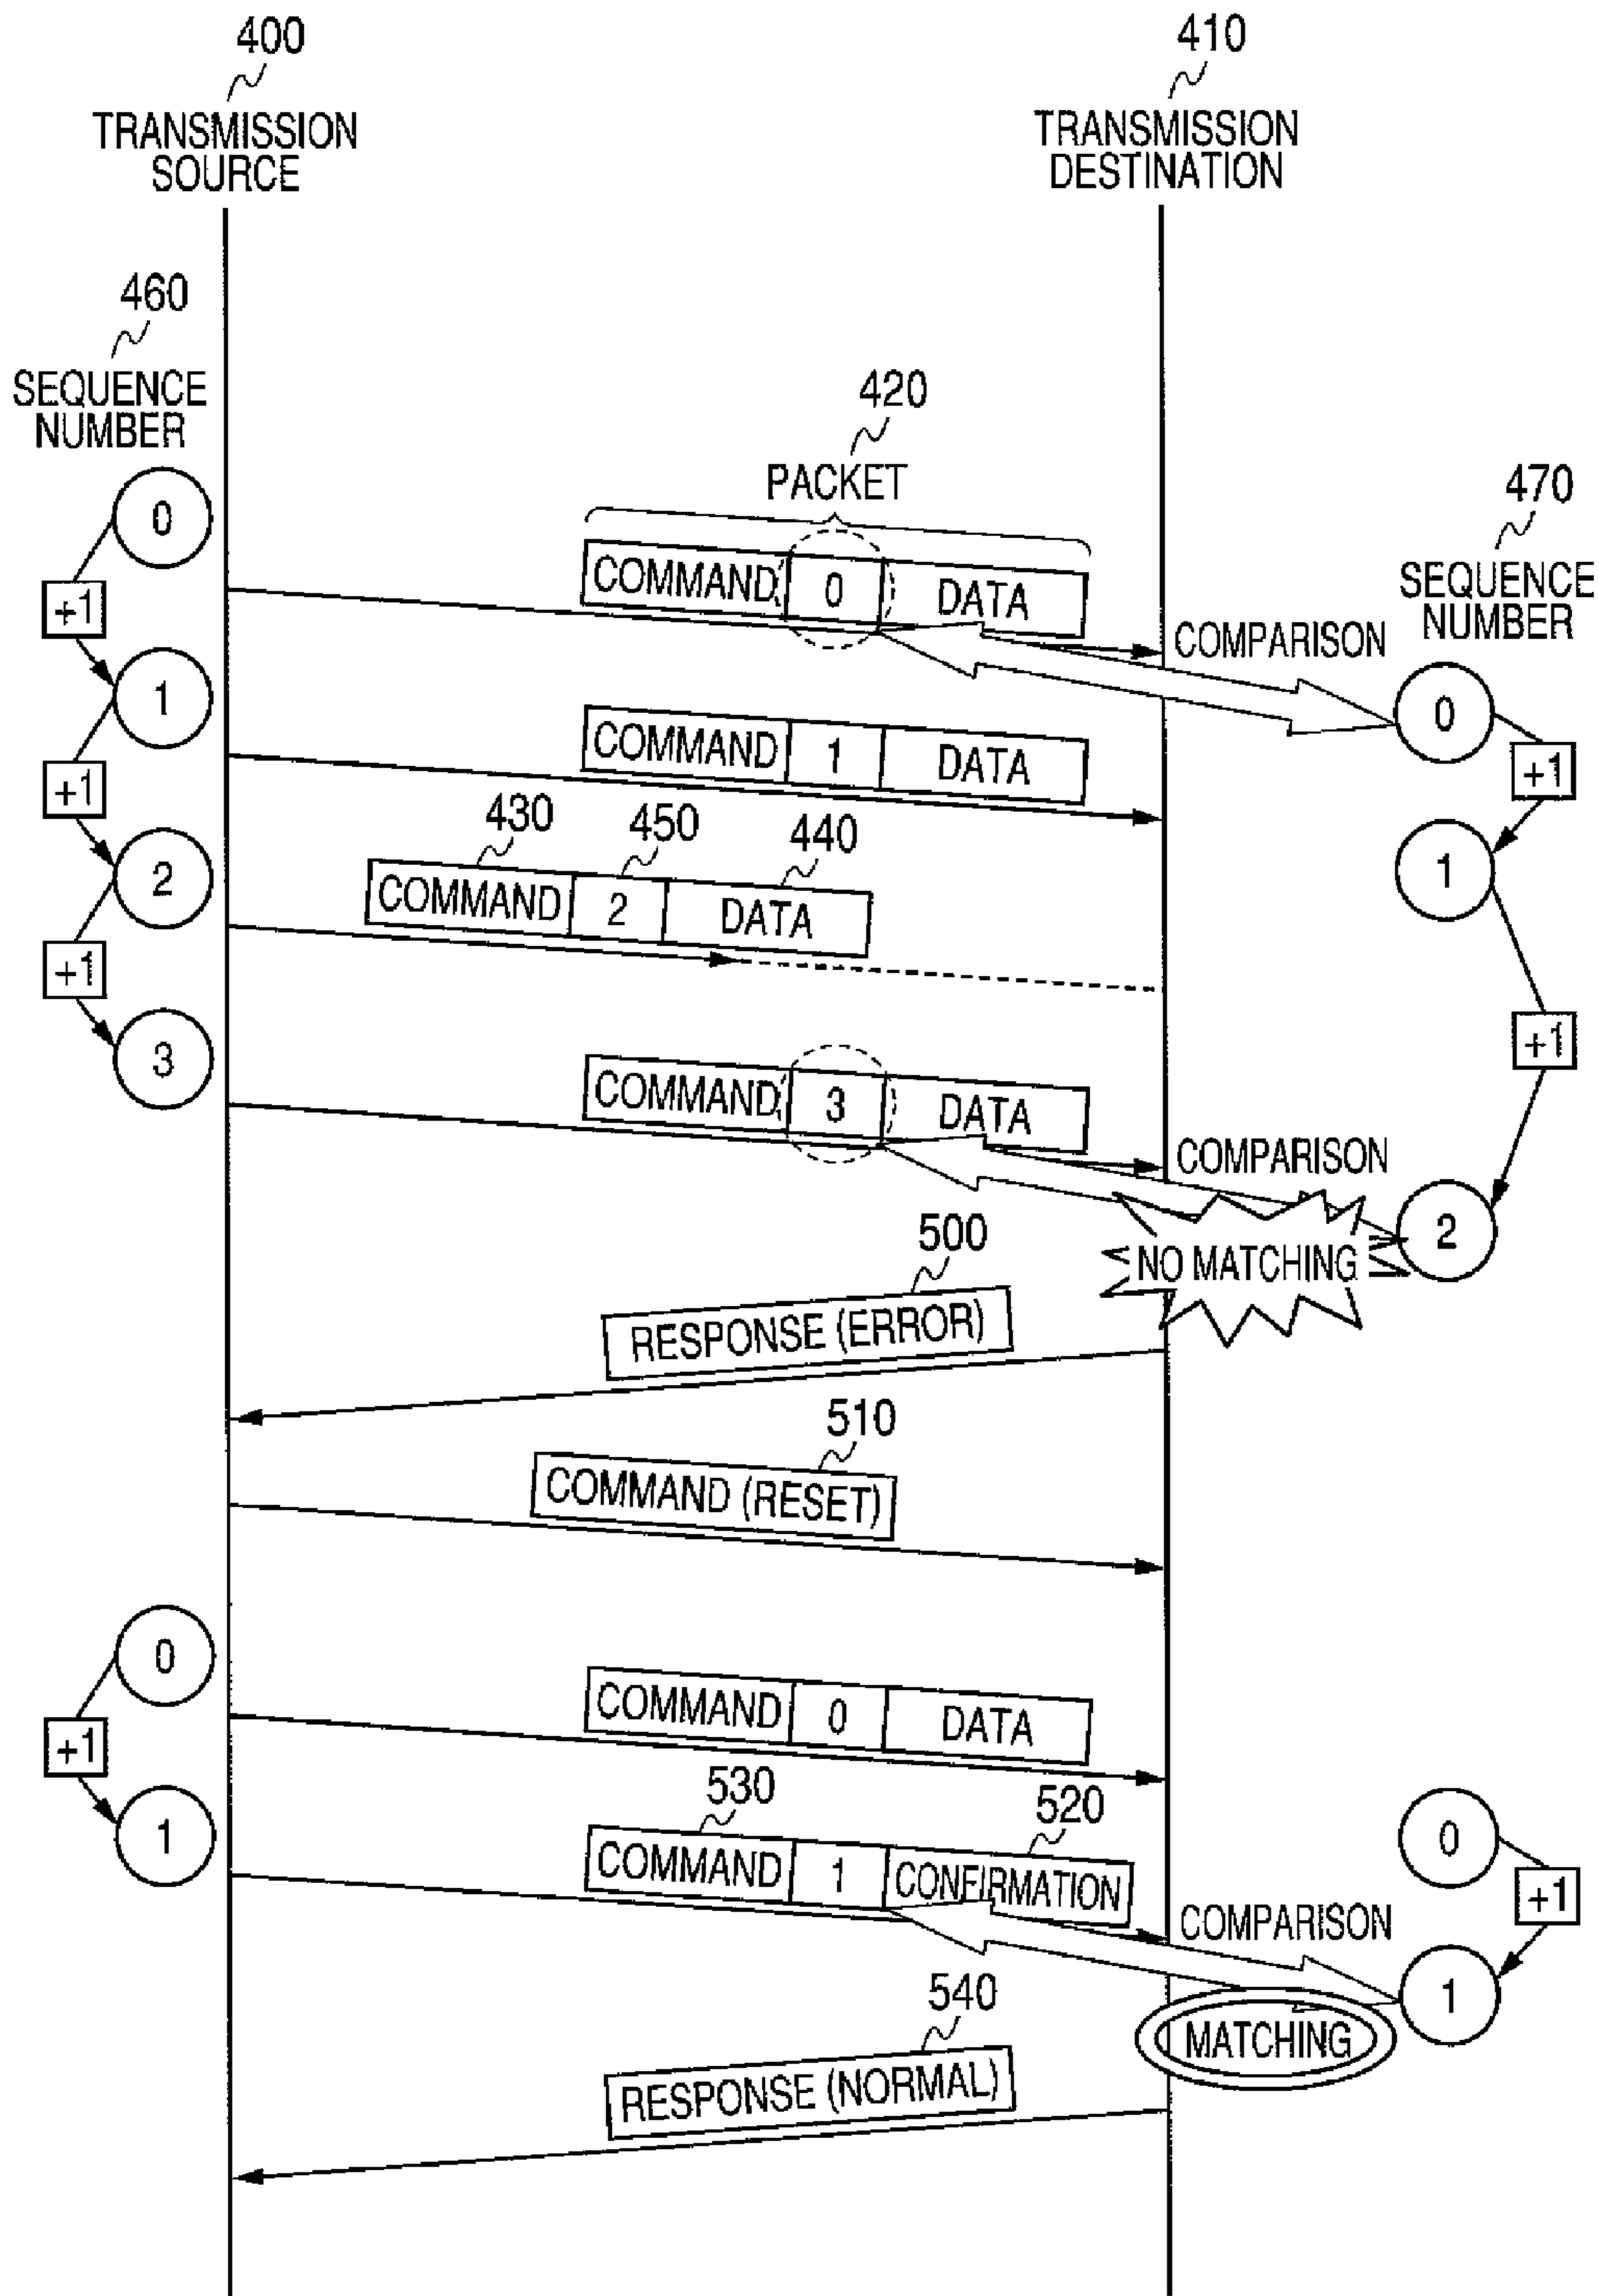 400
TRANSMISSION
SOURCE
410
TRANSMISSION
DESTINATION
460
SEQUENCE
NUMBER
420
PACKET
470
SEQUENCE
NUMBER
0
COMMAND 0 DATA
+1
COMPARISON
1
0
COMMAND 1 DATA
+1
+1
430
450
440
2
COMMAND 2 DATA
1
+1
3
COMMAND 3 DATA
+1
COMPARISON
2
NO MATCHING
500
RESPONSE (ERROR)
510
COMMAND (RESET)
0
COMMAND 0 DATA
+1
530
520
1
COMMAND 1 CONFIRMATION
0
+1
COMPARISON
1
540
MATCHING
RESPONSE (NORMAL)